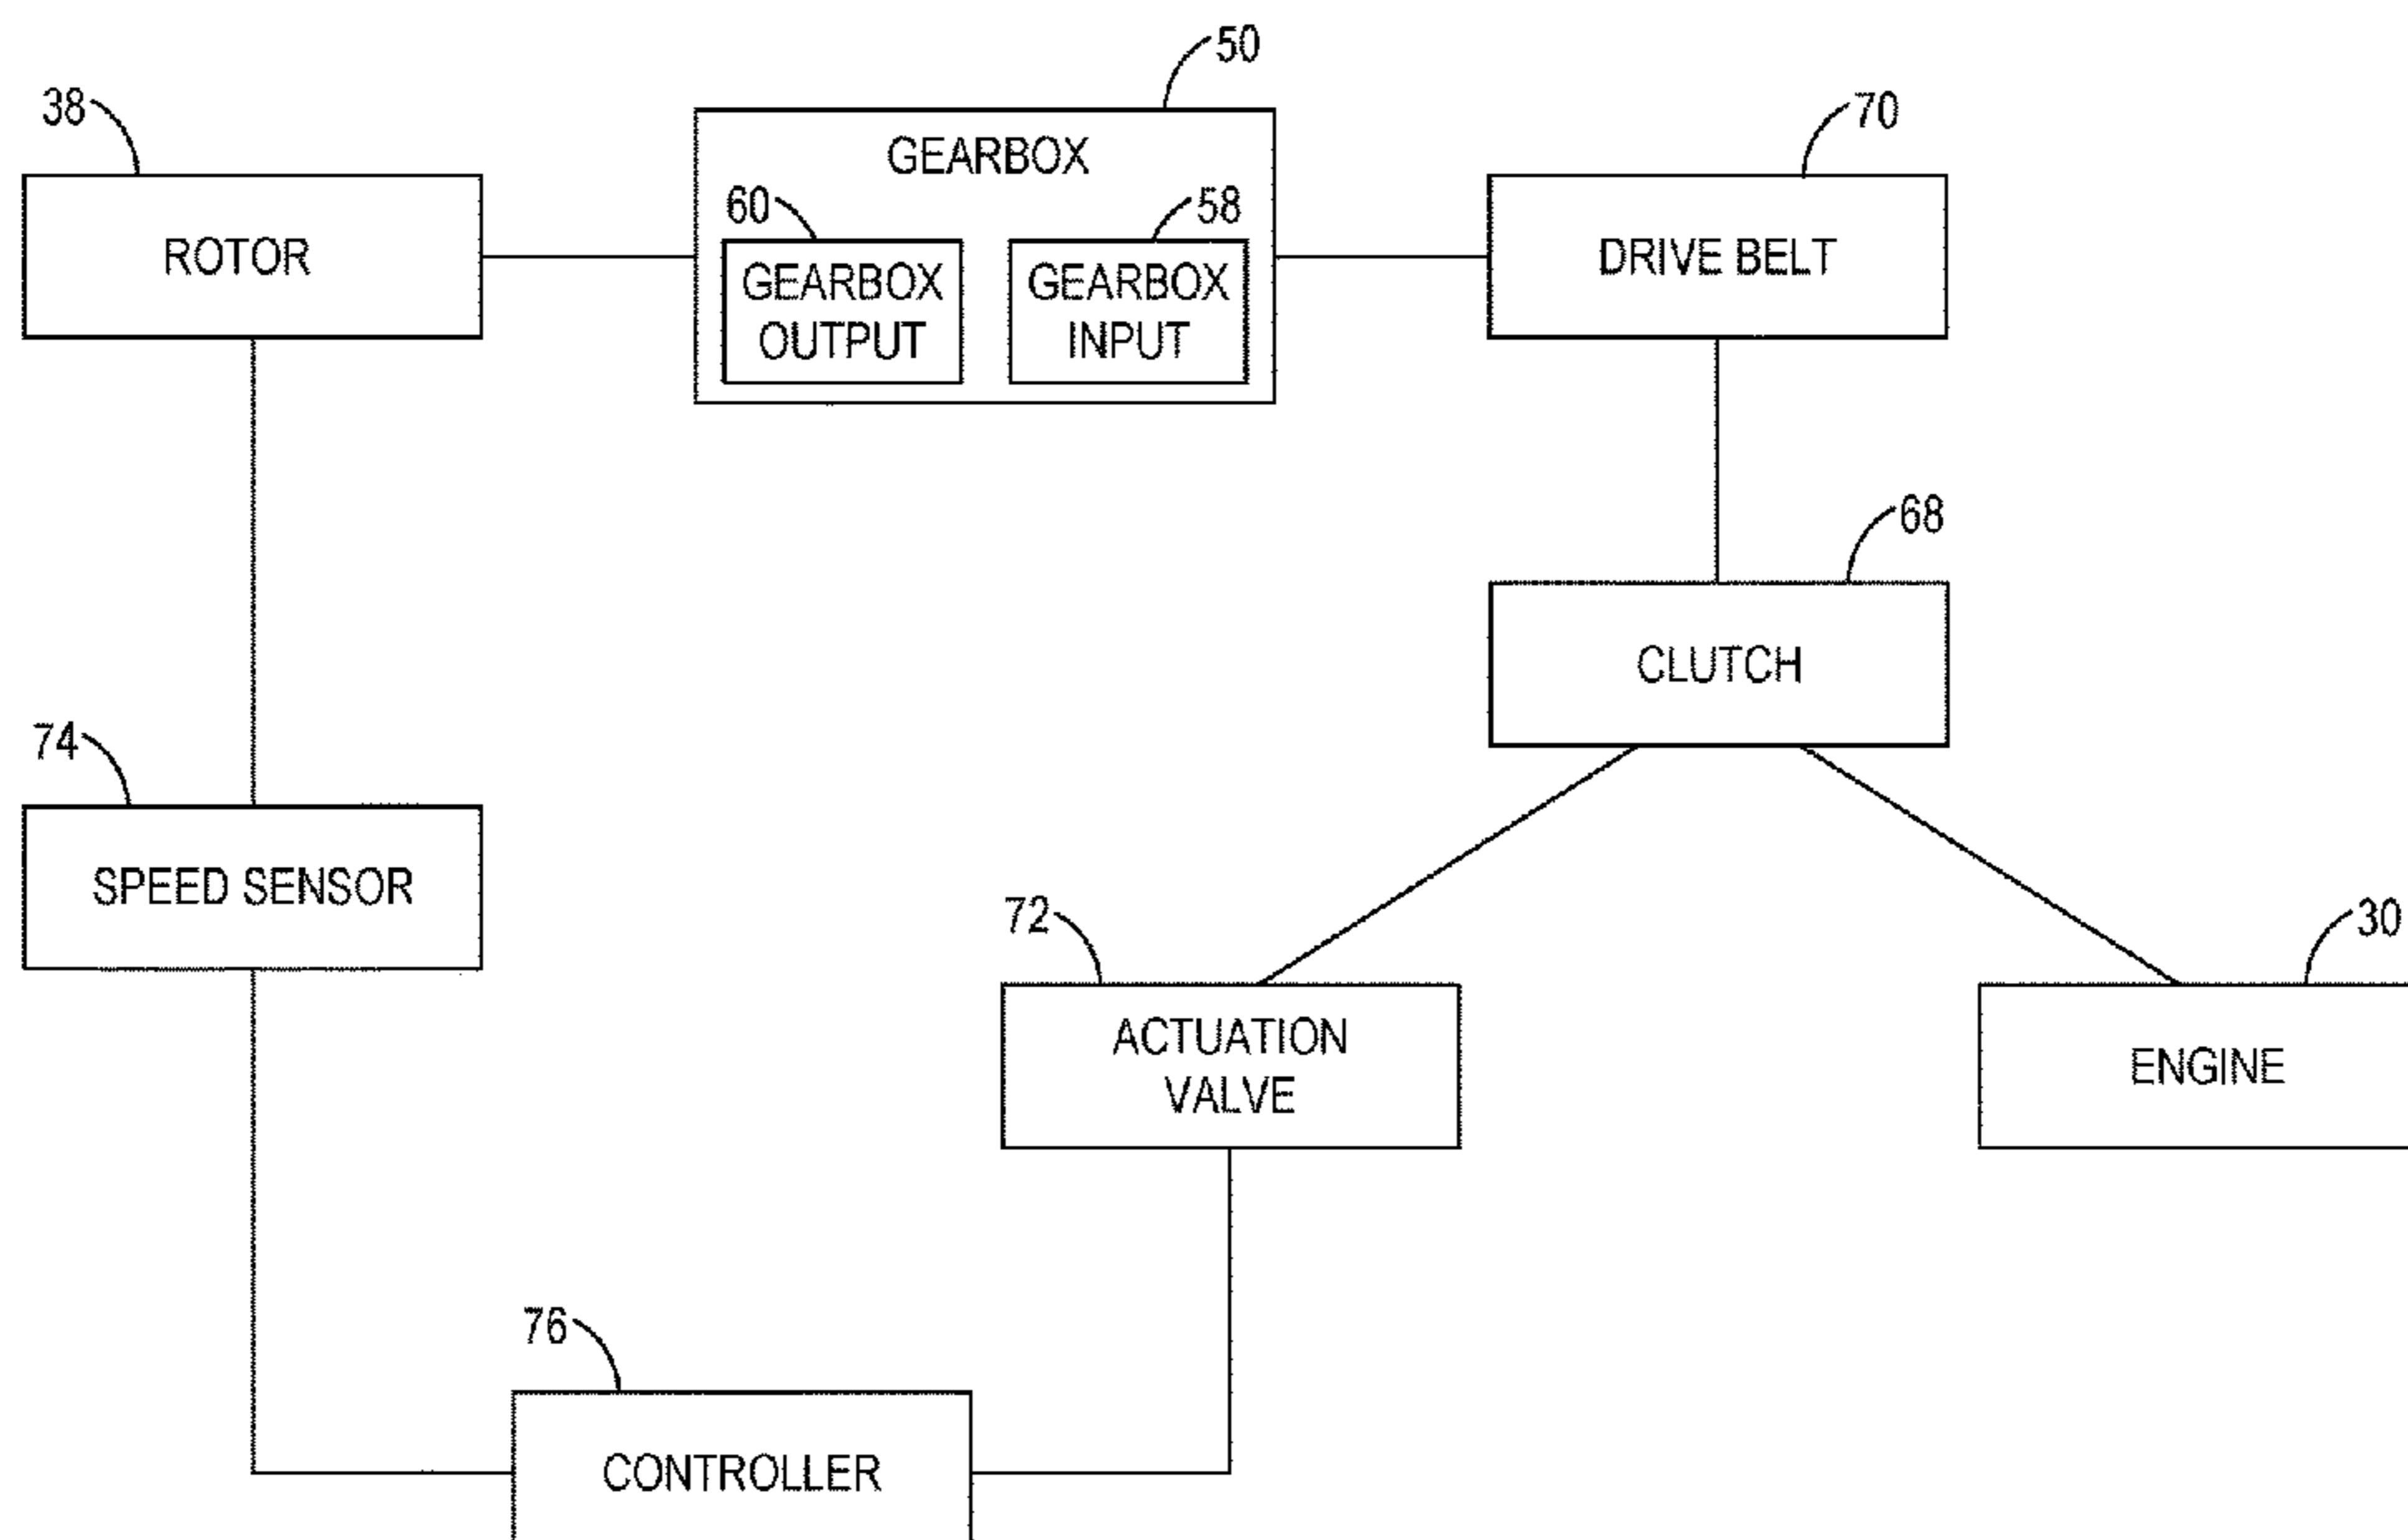 50
38
70
GEARBOX
60
58
ROTOR
GEARBOX
OUTPUT
GEARBOX
INPUT
DRIVE BELT
68
CLUTCH
74
SPEED SENSOR
72
30
ACTUATION
VALVE
ENGINE
76
CONTROLLER